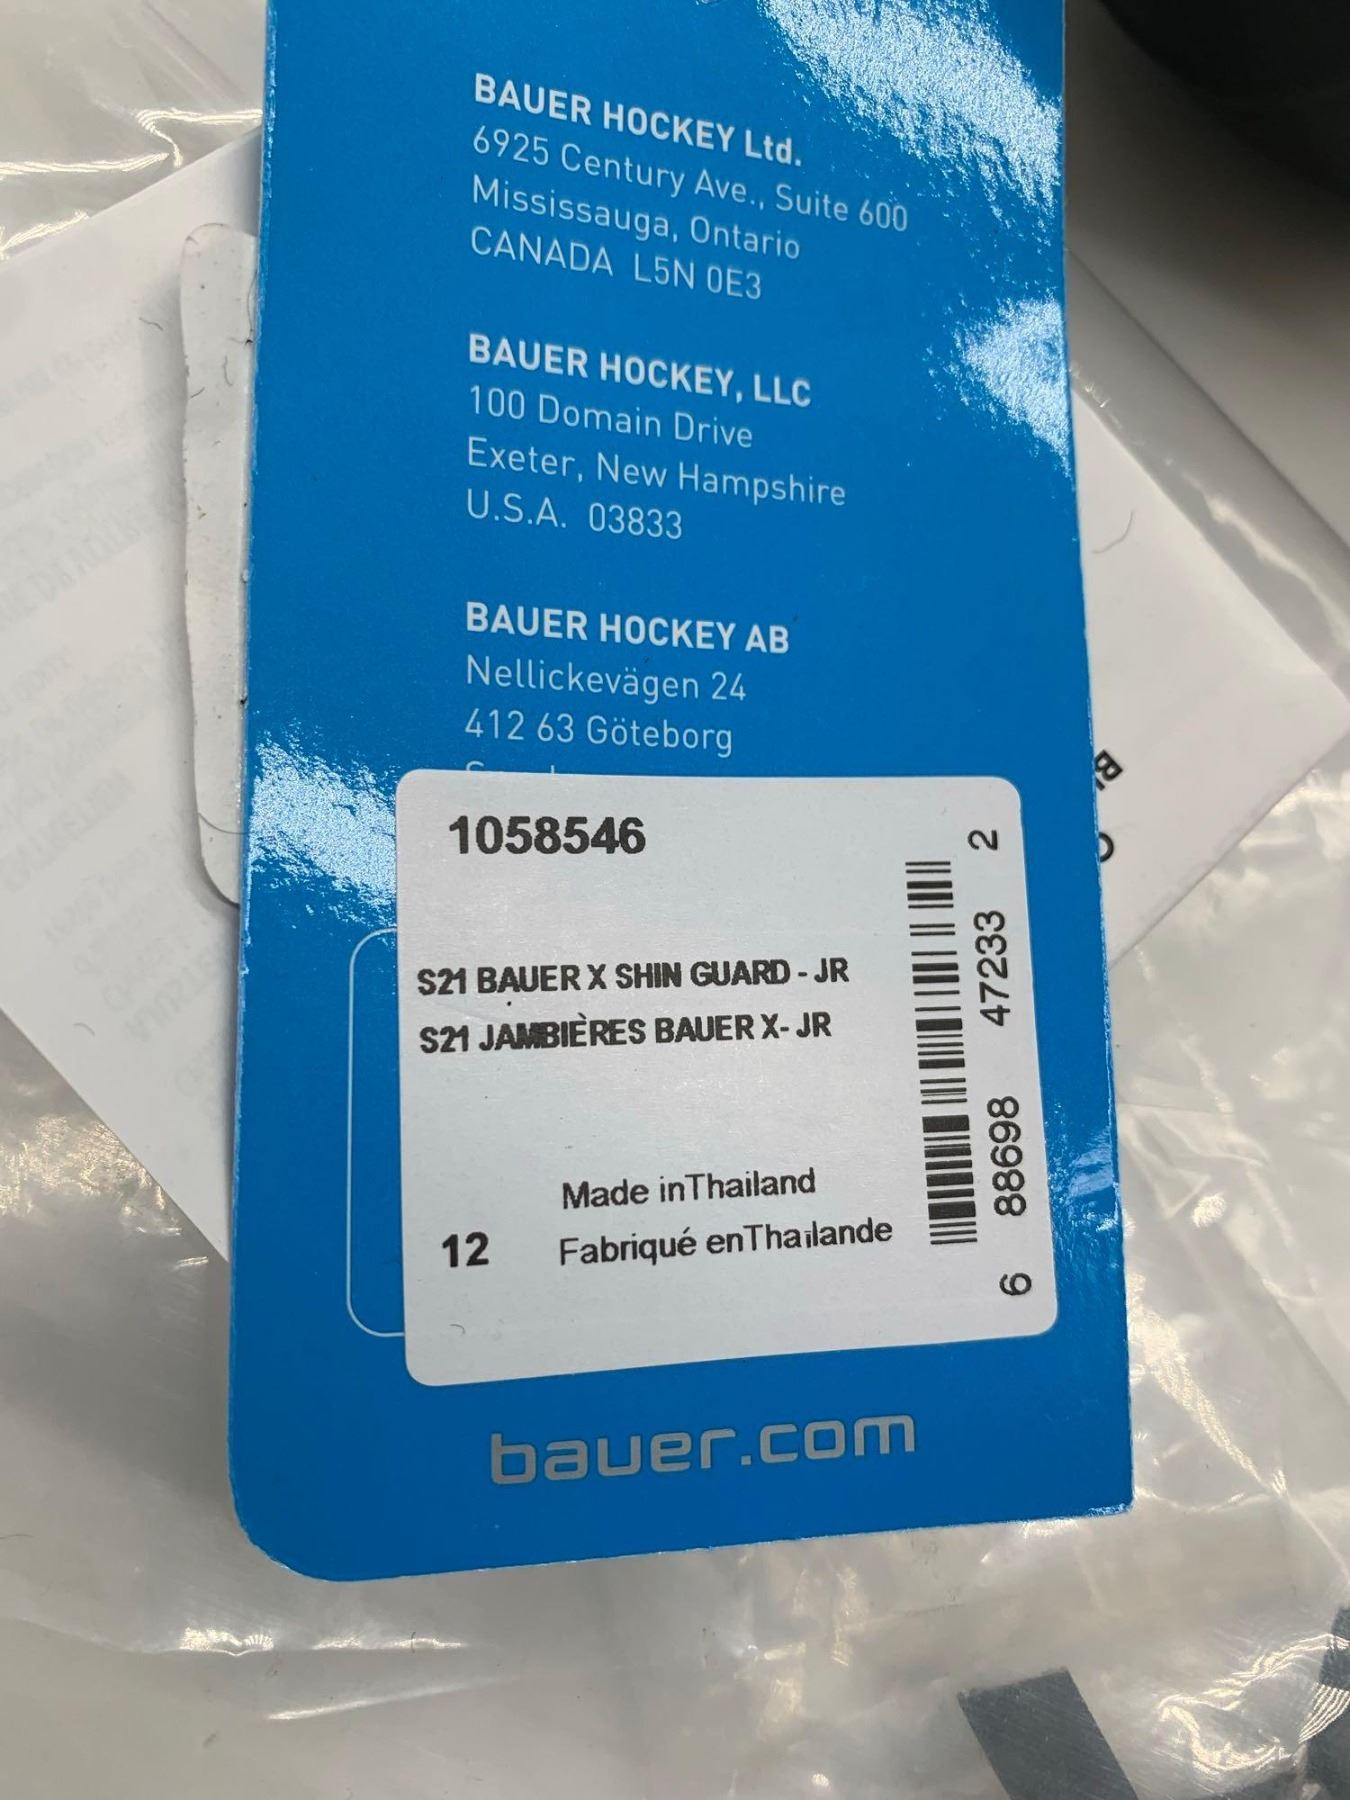 BAUER HOCKEY Ltd.
6925 Century Ave., Suite 600
Mississauga, Ontario
CANADA L5N 0E3
BAUER HOCKEY, LLC
100 Domain Drive
Exeter, New Hampshire
U.S.A. 03833
BAUER HOCKEY AB
Nellickevägen 24
412 63 Göteborg
1058546
S21 BAUER X SHIN GUARD - JR
S21 JAMBIÈRES BAUER X- JR
Made inThailand
12 Fabriqué enThailande
6 88698 47233 2
bauer.com